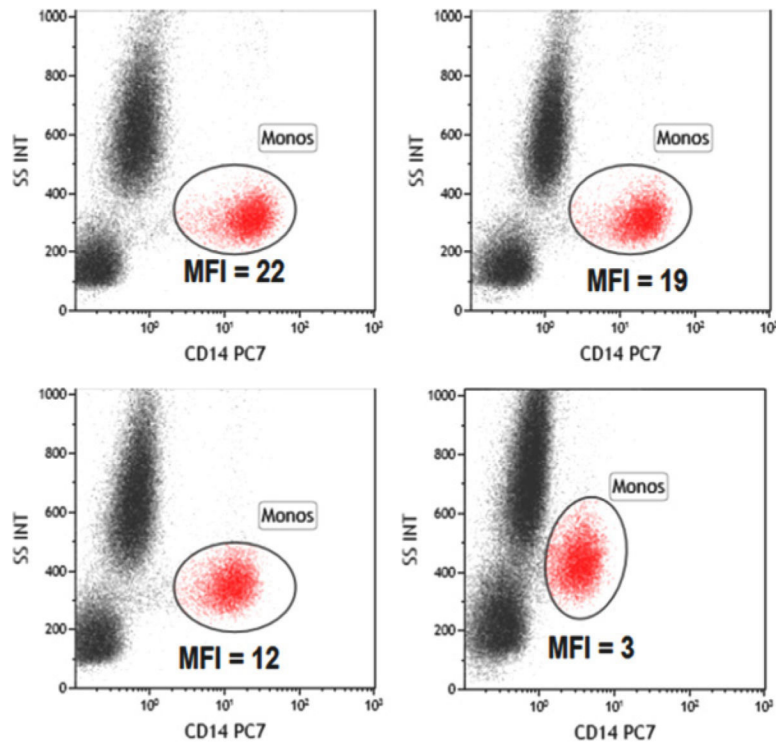 1000
800
600
400
200
0
SS INT
Monos
MFI = 22
10⁰ 10¹ 10² 10³
CD14 PC7
1000
800
600
400
200
0
SS INT
Monos
MFI = 19
10⁰ 10¹ 10² 10³
CD14 PC7
1000
800
600
400
200
0
SS INT
Monos
MFI = 12
10⁰ 10¹ 10² 10³
CD14 PC7
1000
800
600
400
200
0
SS INT
Monos
MFI = 3
10⁰ 10¹ 10² 10³
CD14 PC7